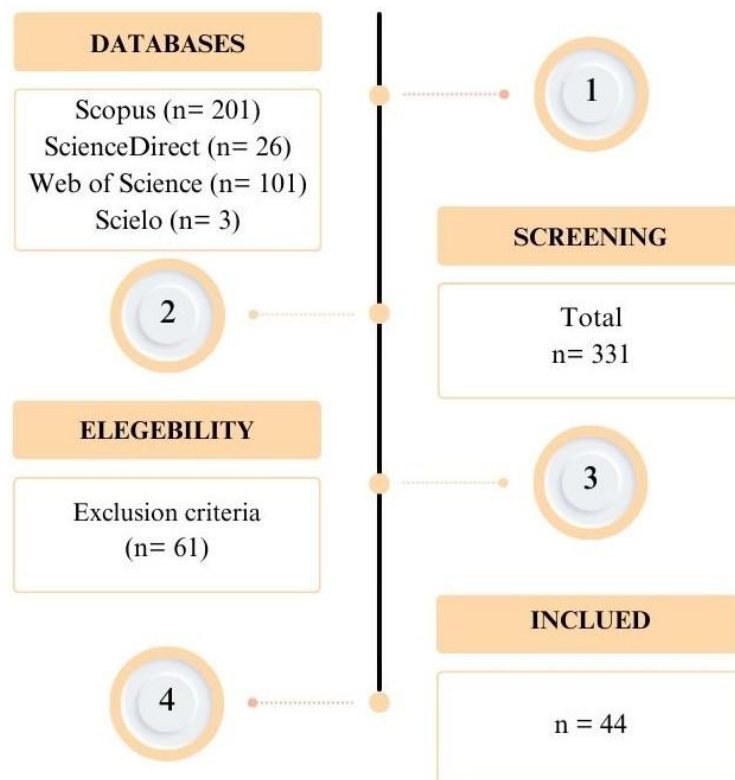 DATABASES
Scopus (n= 201)
ScienceDirect (n= 26)
Web of Science (n= 101)
Scielo (n= 3)
1
SCREENING
Total
n= 331
2
ELEGEBILITY
Exclusion criteria
(n= 61)
3
INCLUED
n = 44
4